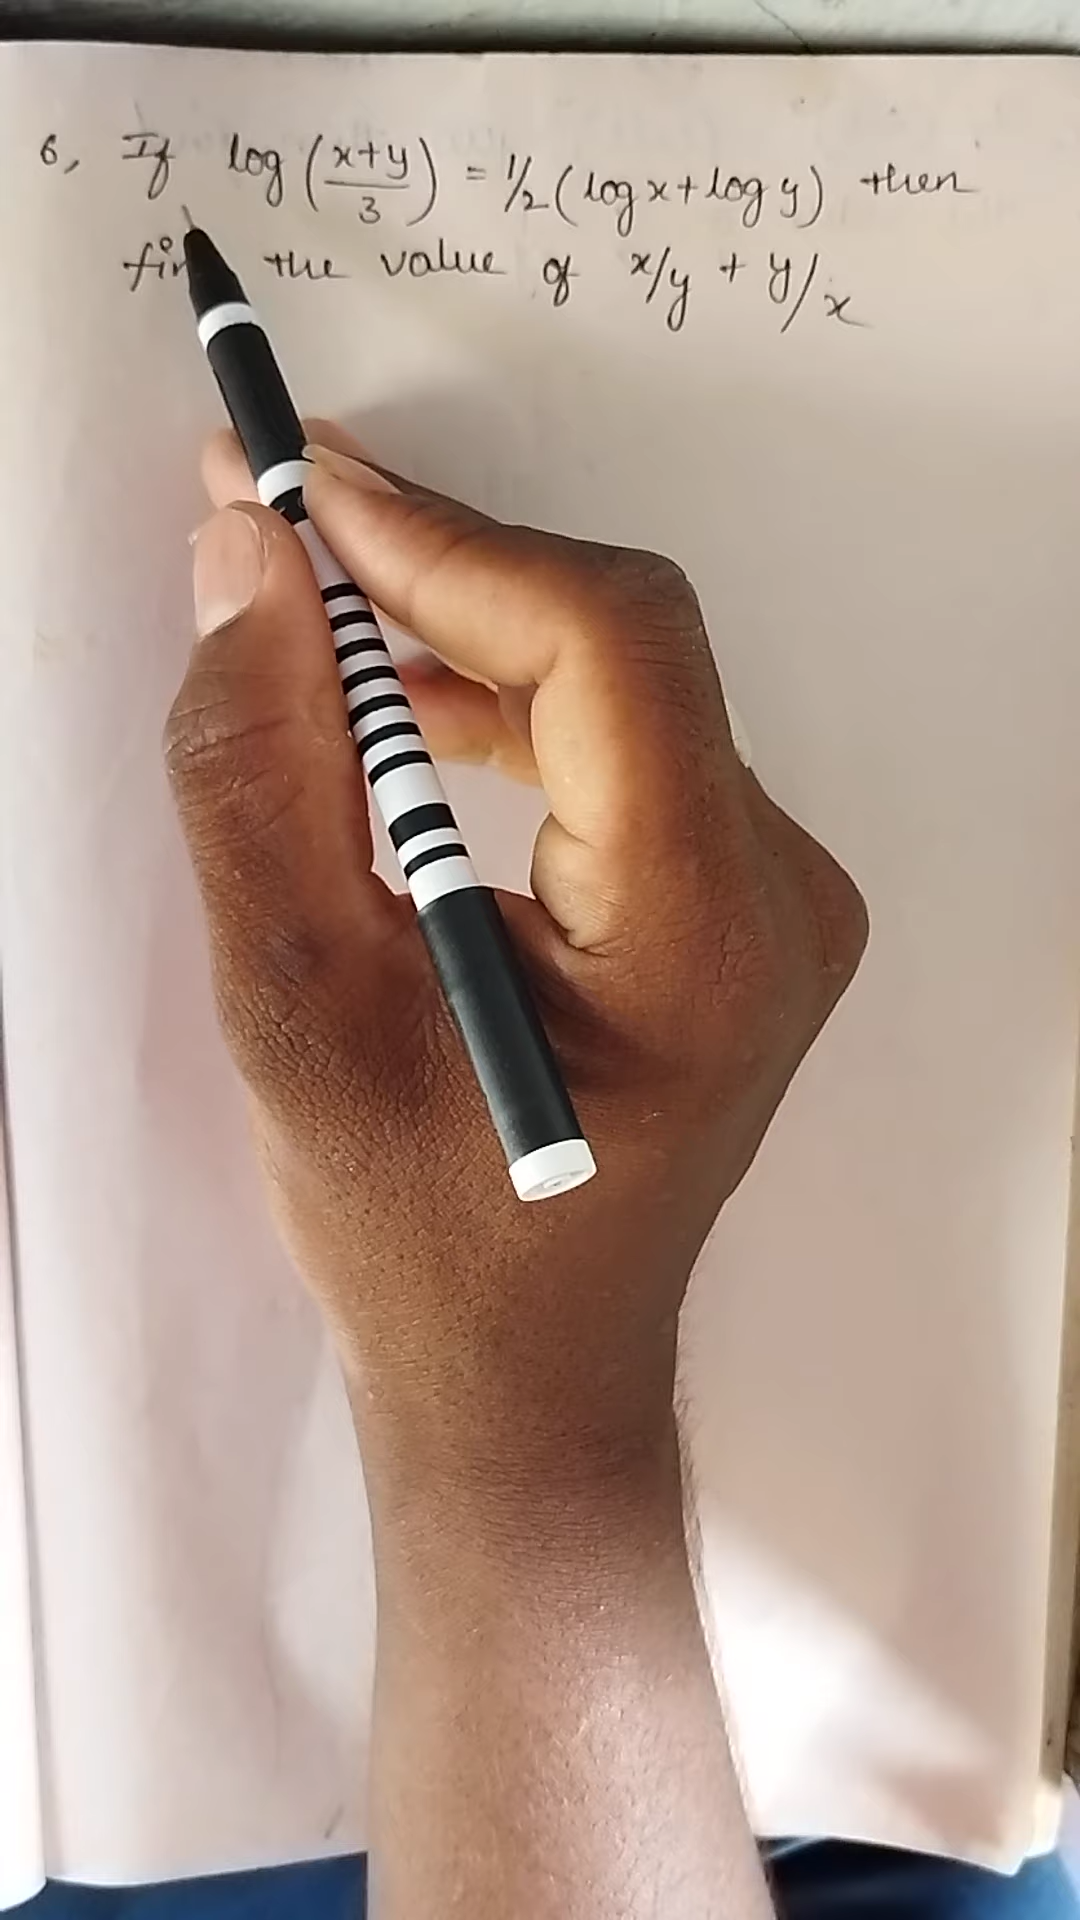 6, If log (x+y/3) = 1/2 (log x + log y) then
the value of x/y + y/x